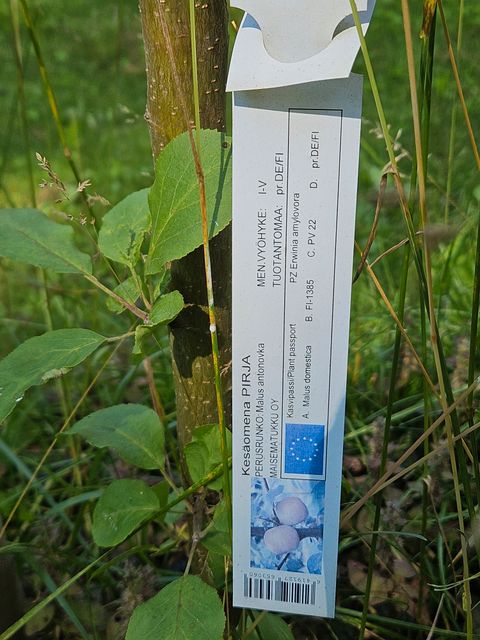 Kesäomena PIRJA
PERUSRUNKO: Malus antonovka MEN.VYÖHYKE: I-V
MAISEMATUKKU OY TUOTANTOMAA: pr.DE/FI
Kasvipassi/Plant passport PZ Erwinia amylovora
A. Malus domestica B. FI-1385 C. PV 22 D. pr.DE/FI